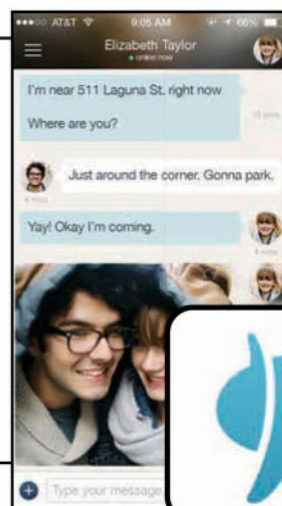 AT&T 9:05 AM 66%
Elizabeth Taylor
online now
I'm near 511 Laguna St. right now
Where are you?
Just around the corner, Gonna park.
Yay! Okay I'm coming.
Type your message